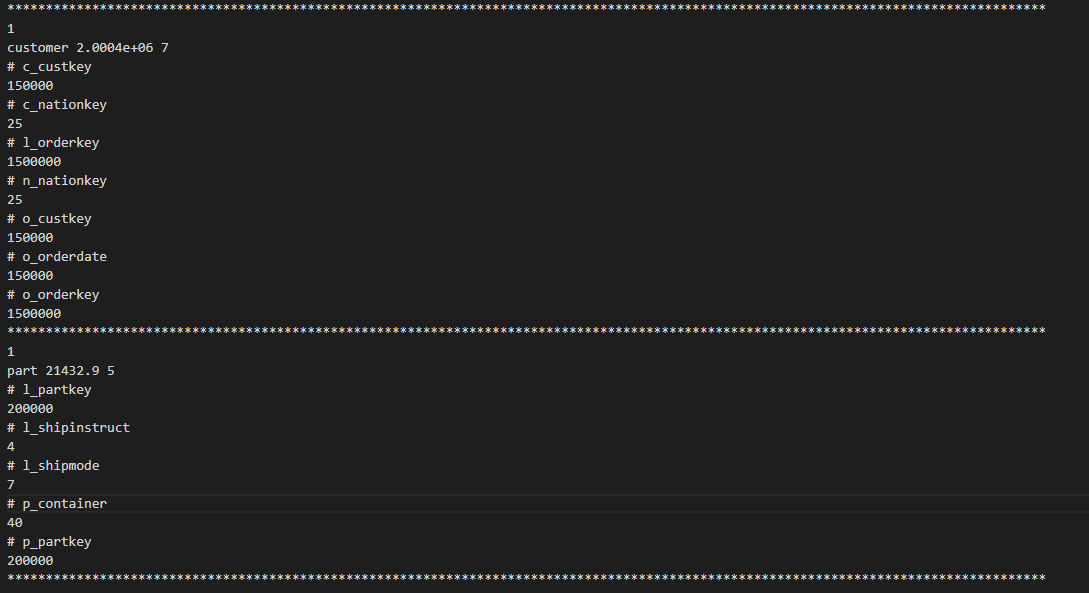 ***************************************************************************************************************************************
1
customer 2.0004e+06 7
# c_custkey
150000
# c_nationkey
25
# l_orderkey
1500000
# n_nationkey
25
# o_custkey
150000
# o_orderdate
150000
# o_orderkey
1500000
***************************************************************************************************************************************
1
part 21432.9 5
# l_partkey
200000
# l_shipinstruct
4
# l_shipmode
7
# p_container
40
# p_partkey
200000
***************************************************************************************************************************************